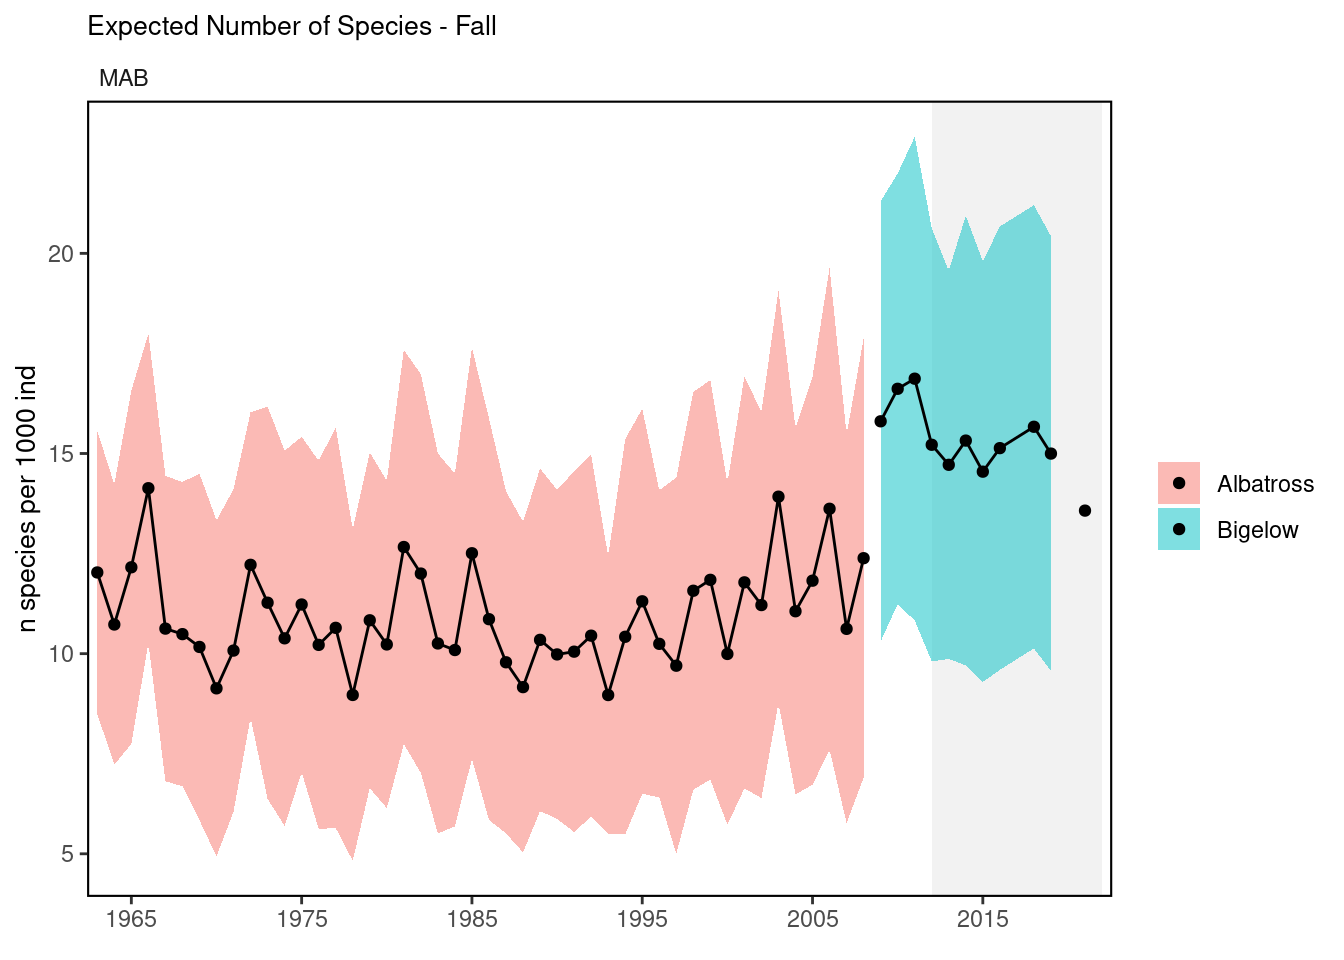 Expected Number of Species - Fall
MAB
n species per 1000 ind
20
15
10
5
1965 1975 1985 1995 2005 2015
Albatross
Bigelow